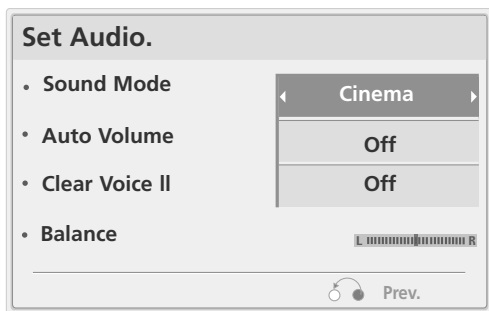 Set Audio.
• Sound Mode Cinema
• Auto Volume Off
• Clear Voice ll Off
• Balance L R
Prev.